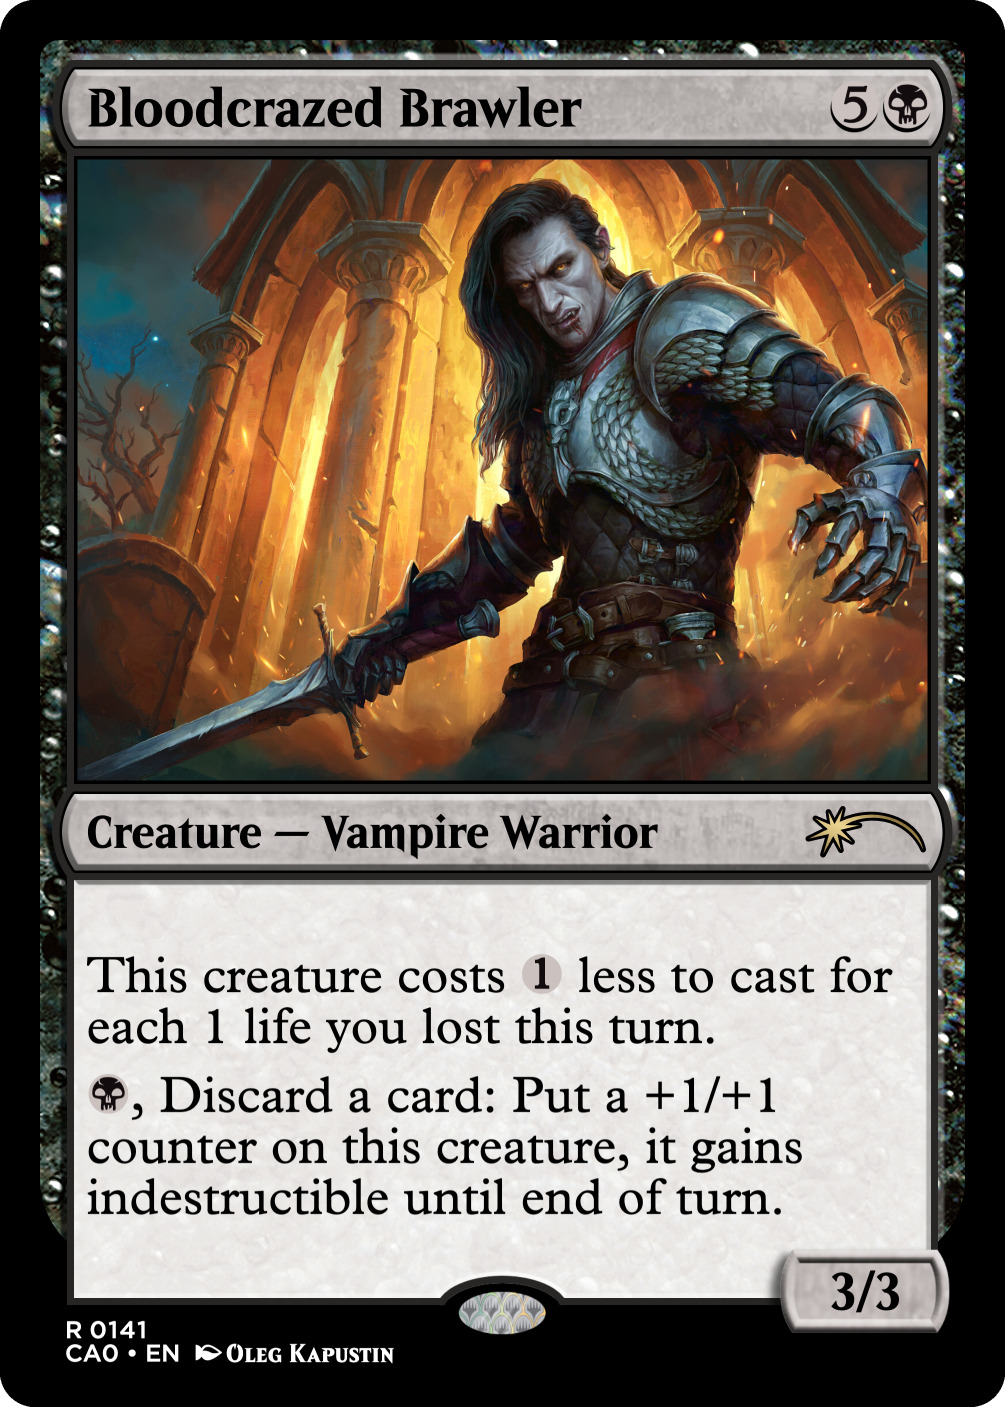 Bloodcrazed Brawler 5
Creature — Vampire Warrior
This creature costs 1 less to cast for
each 1 life you lost this turn.
, Discard a card: Put a +1/+1
counter on this creature, it gains
indestructible until end of turn.
3/3
R 0141
CAO • EN Oleg Kapustin